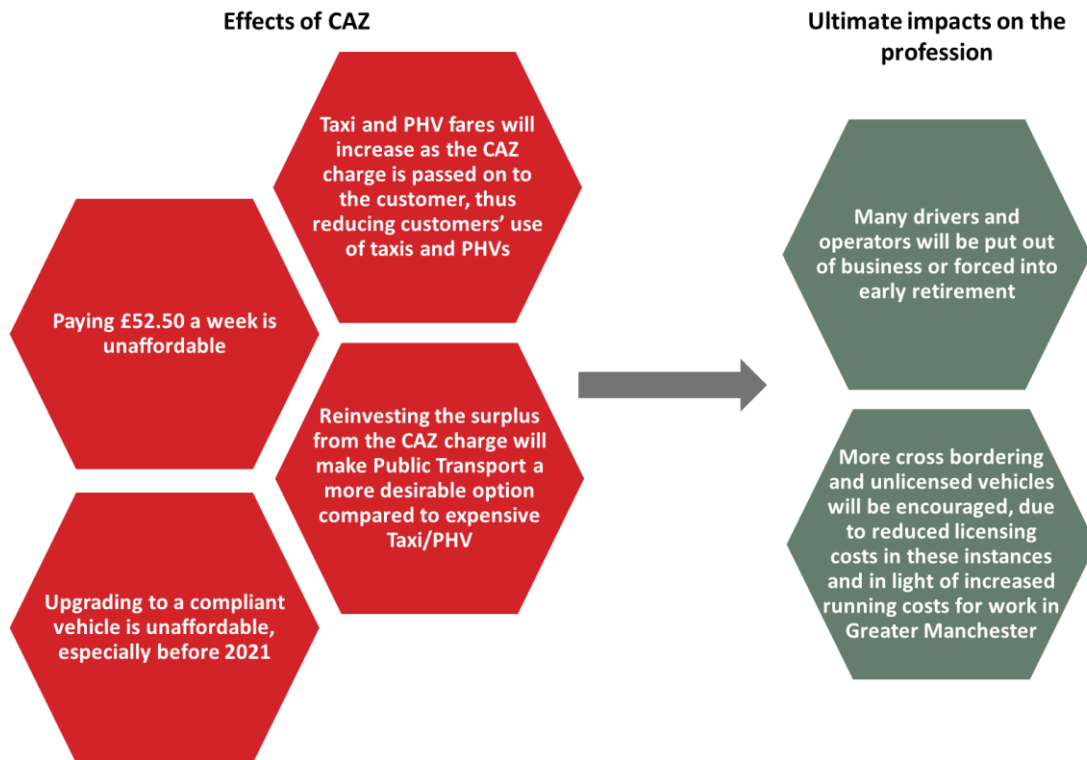 Effects of CAZ
Taxi and PHV fares will
increase as the CAZ
charge is passed on to
the customer, thus
reducing customers’ use
of taxis and PHVs
Paying £52.50 a week is
unaffordable
Reinvesting the surplus
from the CAZ charge will
make Public Transport a
more desirable option
compared to expensive
Taxi/PHV
Upgrading to a compliant
vehicle is unaffordable,
especially before 2021
Ultimate impacts on the
profession
Many drivers and
operators will be put out
of business or forced into
early retirement
More cross bordering
and unlicensed vehicles
will be encouraged, due
to reduced licensing
costs in these instances
and in light of increased
running costs for work in
Greater Manchester